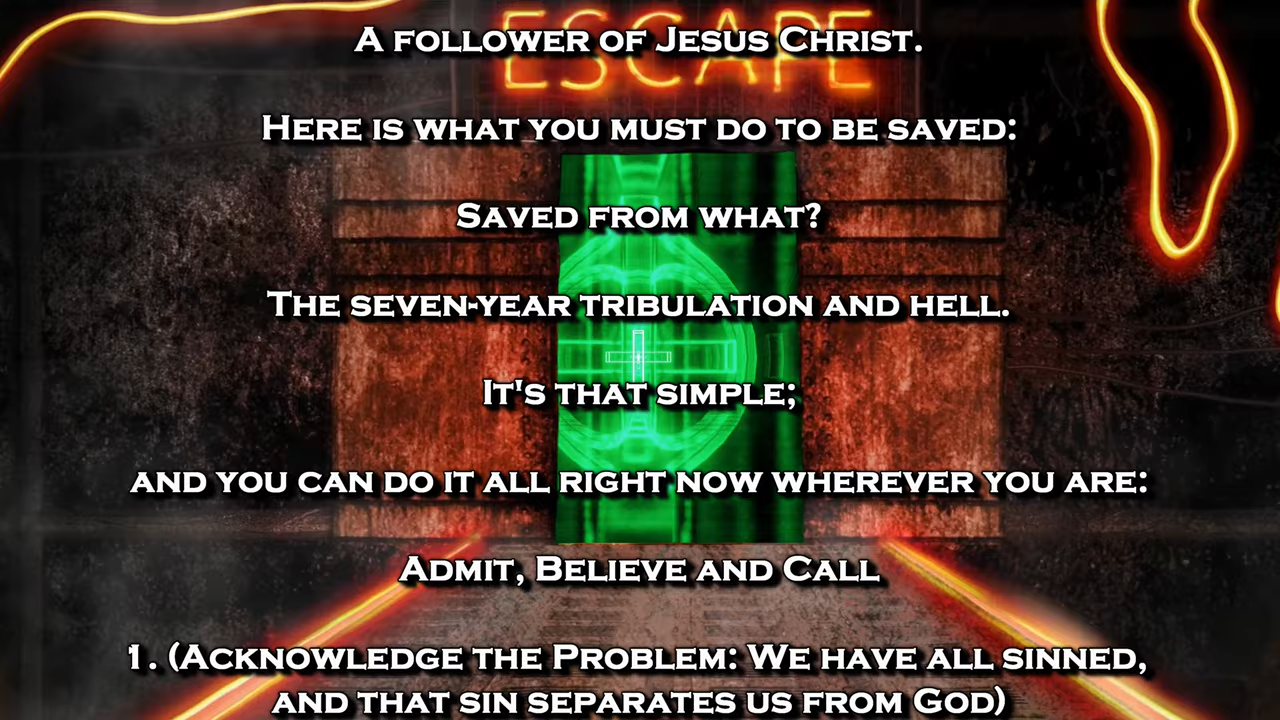 ESCAPE
A FOLLOWER OF JESUS CHRIST.
HERE IS WHAT YOU MUST DO TO BE SAVED:
SAVED FROM WHAT?
THE SEVEN-YEAR TRIBULATION AND HELL.
IT'S THAT SIMPLE;
AND YOU CAN DO IT ALL RIGHT NOW WHEREVER YOU ARE:
ADMIT, BELIEVE AND CALL
1. (ACKNOWLEDGE THE PROBLEM: WE HAVE ALL SINNED,
AND THAT SIN SEPARATES US FROM GOD)